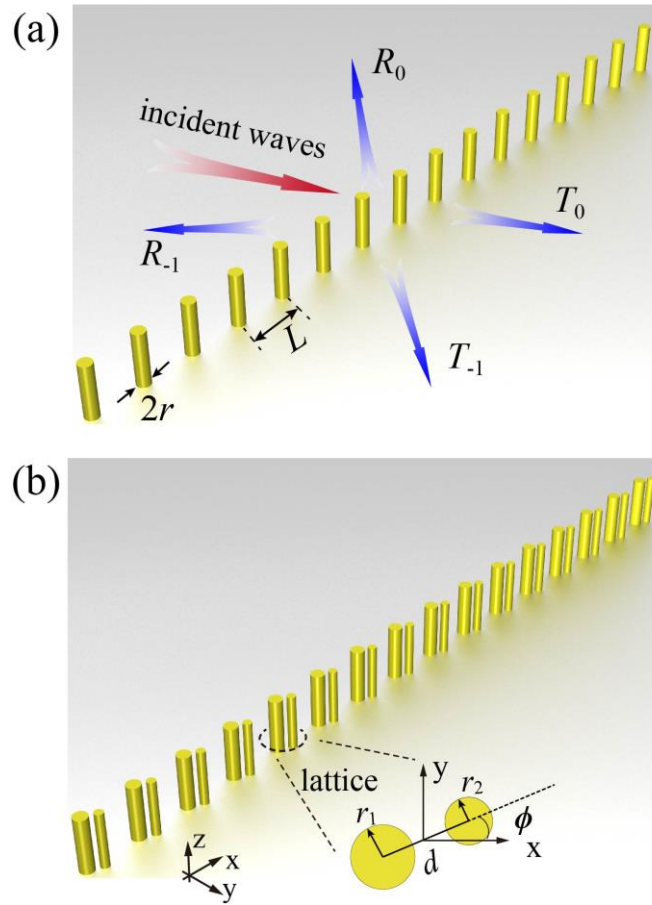 (a)
R₀
incident waves
T₀
R₋₁
L
T₋₁
2r
(b)
lattice
y
r₁
r₂
ϕ
d
x
z
x
y